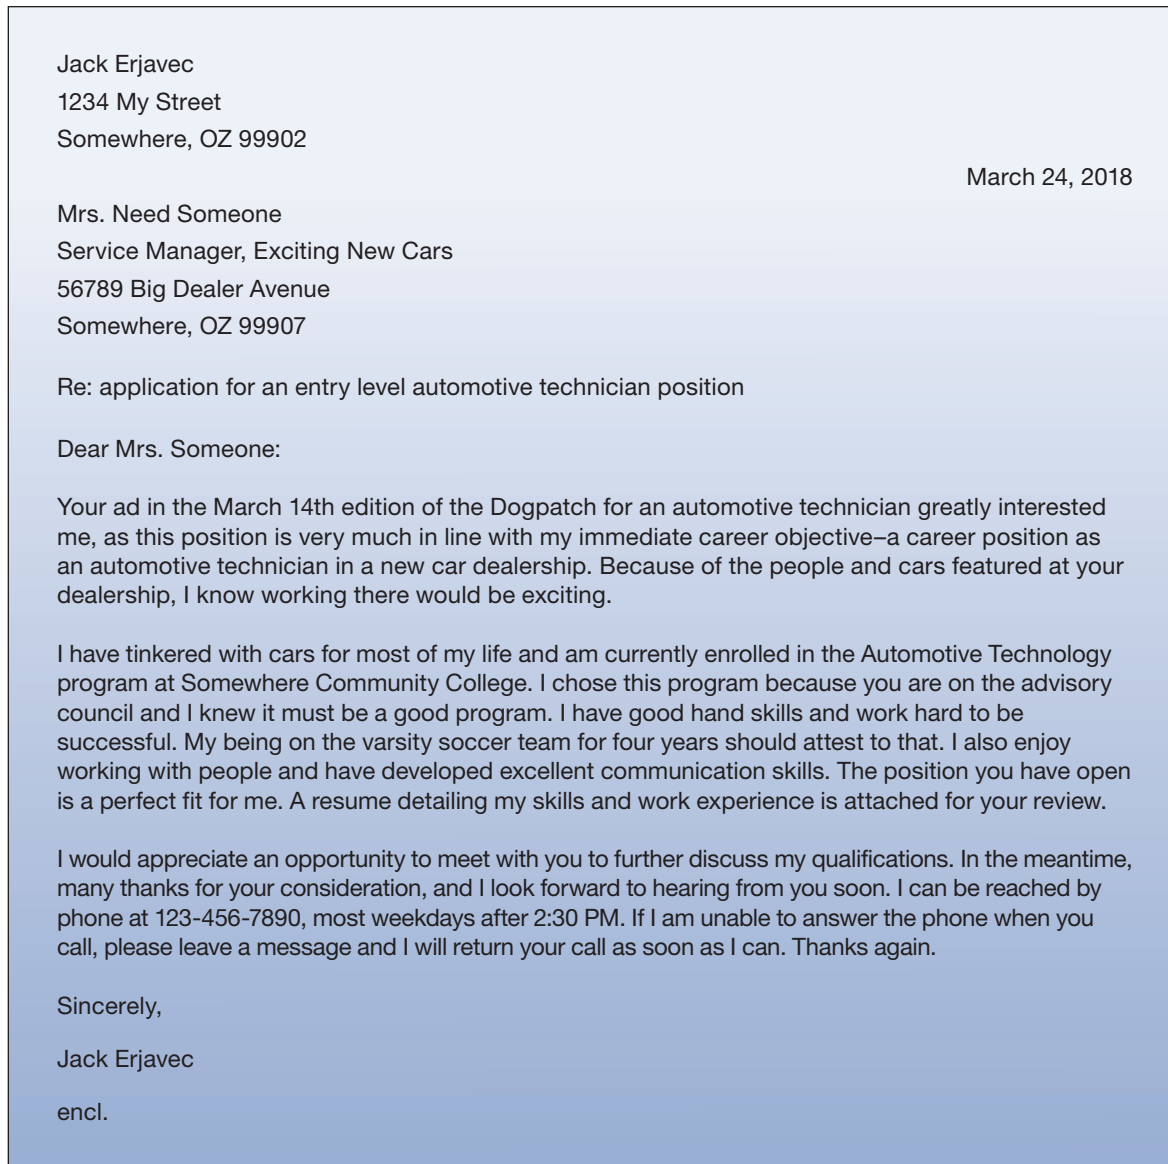 Jack Erjavec
1234 My Street
Somewhere, OZ 99902
March 24, 2018
Mrs. Need Someone
Service Manager, Exciting New Cars
56789 Big Dealer Avenue
Somewhere, OZ 99907
Re: application for an entry level automotive technician position
Dear Mrs. Someone:
Your ad in the March 14th edition of the Dogpatch for an automotive technician greatly interested
me, as this position is very much in line with my immediate career objective–a career position as
an automotive technician in a new car dealership. Because of the people and cars featured at your
dealership, I know working there would be exciting.
I have tinkered with cars for most of my life and am currently enrolled in the Automotive Technology
program at Somewhere Community College. I chose this program because you are on the advisory
council and I knew it must be a good program. I have good hand skills and work hard to be
successful. My being on the varsity soccer team for four years should attest to that. I also enjoy
working with people and have developed excellent communication skills. The position you have open
is a perfect fit for me. A resume detailing my skills and work experience is attached for your review.
I would appreciate an opportunity to meet with you to further discuss my qualifications. In the meantime,
many thanks for your consideration, and I look forward to hearing from you soon. I can be reached by
phone at 123-456-7890, most weekdays after 2:30 PM. If I am unable to answer the phone when you
call, please leave a message and I will return your call as soon as I can. Thanks again.
Sincerely,
Jack Erjavec
encl.